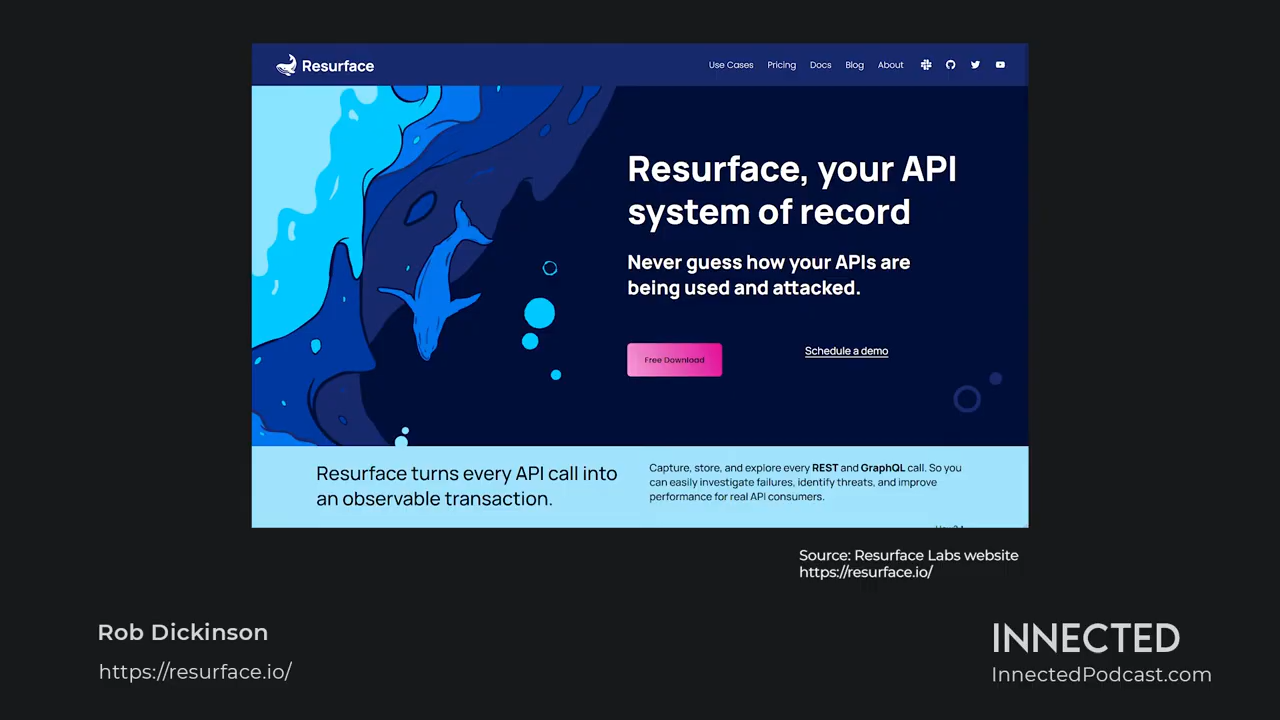 Resurface
Use Cases Pricing Docs Blog About
Resurface, your API
system of record
Never guess how your APIs are
being used and attacked.
Free Download
Schedule a demo
Resurface turns every API call into
an observable transaction.
Capture, store, and explore every REST and GraphQL call. So you
can easily investigate failures, identify threats, and improve
performance for real API consumers.
Source: Resurface Labs website
https://resurface.io/
Rob Dickinson
https://resurface.io/
INNECTED
InnectedPodcast.com